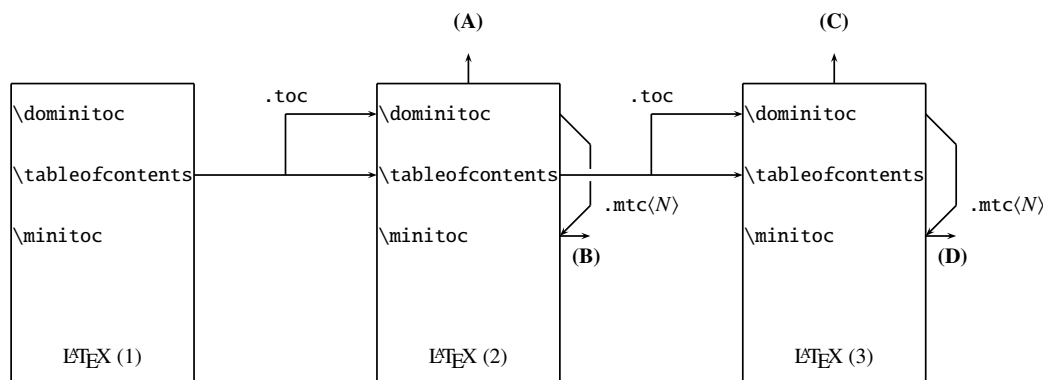 (A) (C)
.toc .toc
\dominitoc \dominitoc \dominitoc
\tableofcontents \tableofcontents \tableofcontents
.mtc⟨N⟩ .mtc⟨N⟩
\minitoc \minitoc \minitoc
(B) (D)
LATEX (1) LATEX (2) LATEX (3)